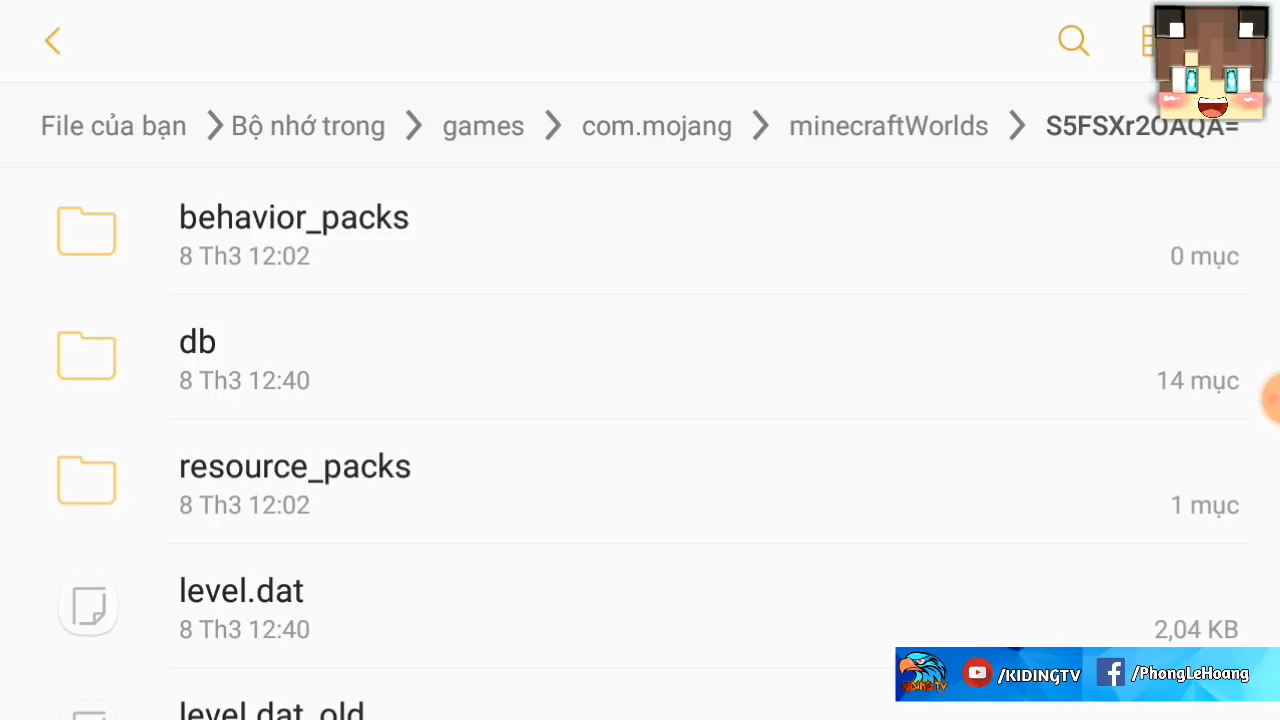 File của bạn > Bộ nhớ trong > games > com.mojang > minecraftWorlds > S5FSXr2OAQA=
behavior_packs
8 Th3 12:02
0 mục
db
8 Th3 12:40
14 mục
resource_packs
8 Th3 12:02
1 mục
level.dat
8 Th3 12:40
2,04 KB
KIDINGTV
/KIDINGTV
f
/PhongLeHoang
level.dat_old